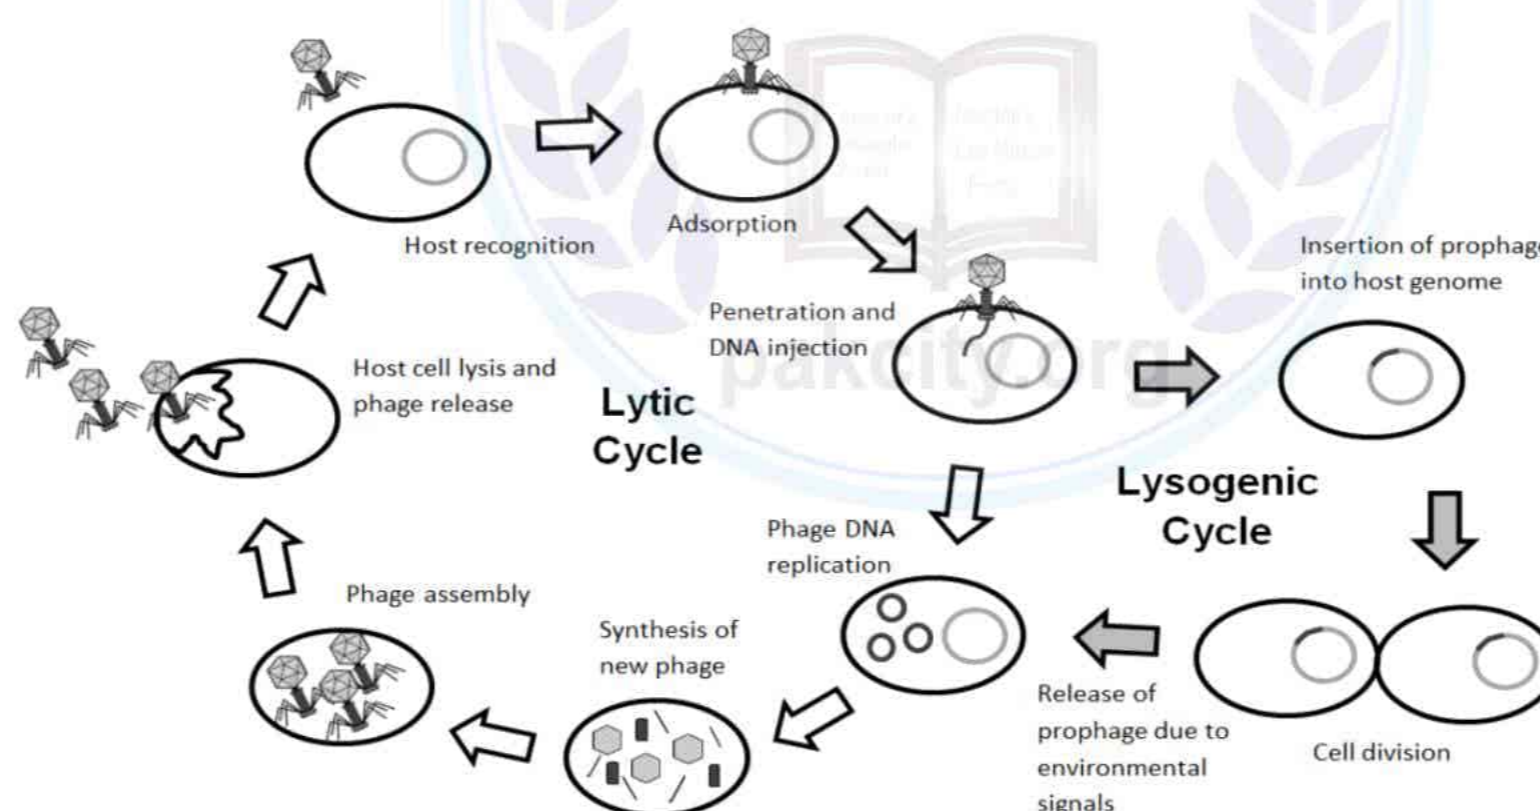 Host recognition
Adsorption
Penetration and
DNA injection
Insertion of prophage
into host genome
Host cell lysis and
phage release
Lytic
Cycle
pakcity.org
Lysogenic
Cycle
Phage DNA
replication
Phage assembly
Synthesis of
new phage
Release of
prophage due to
environmental
signals
Cell division